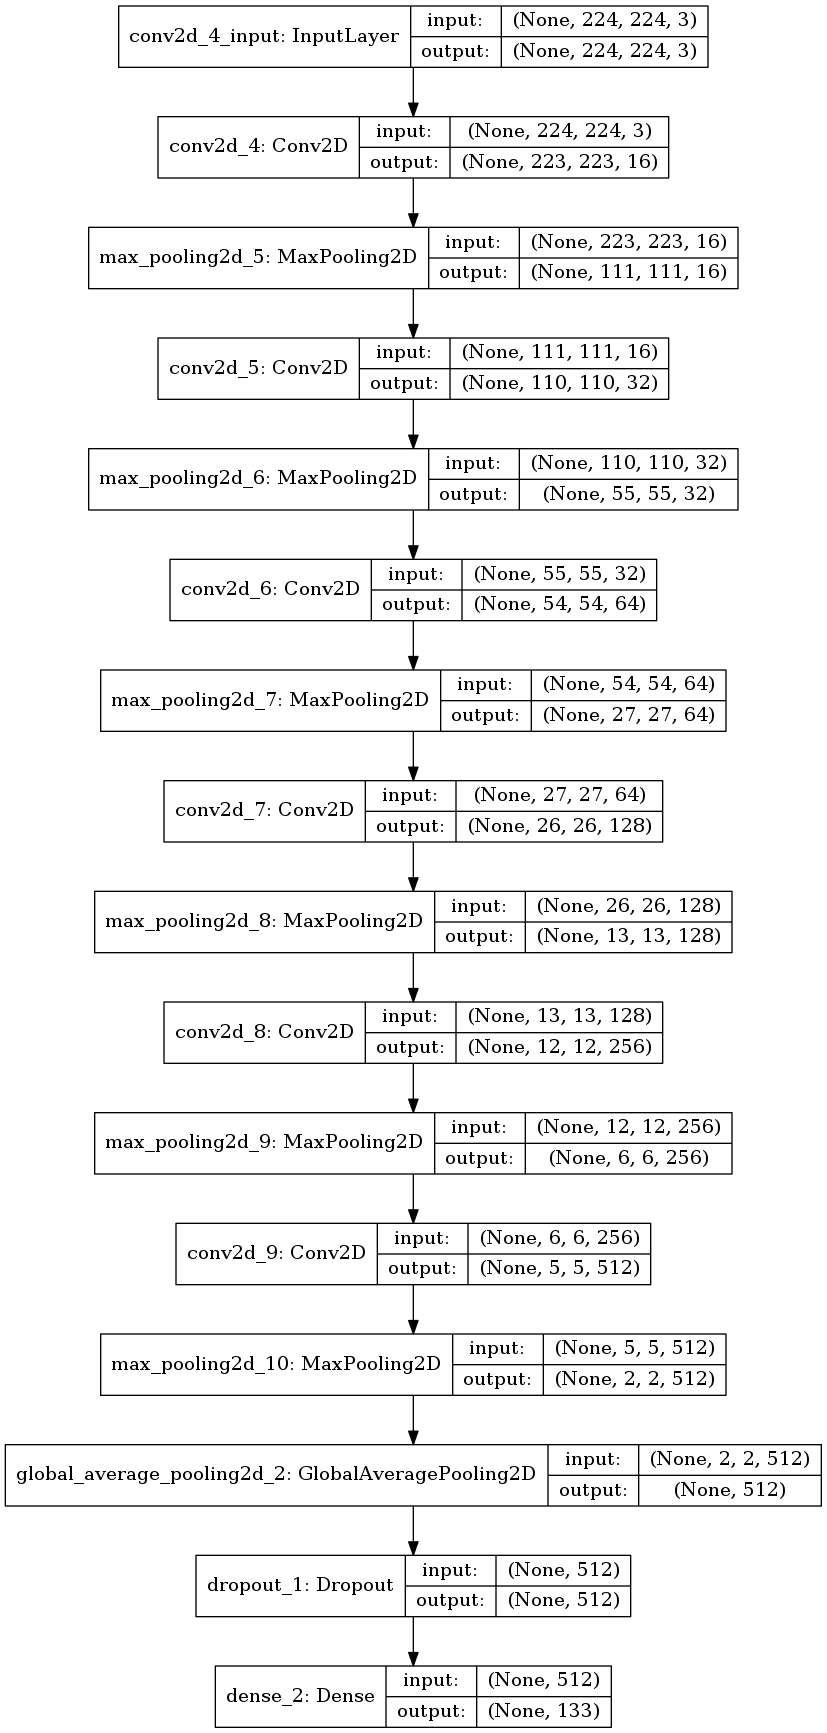 conv2d_4_input: InputLayer
input: (None, 224, 224, 3)
output: (None, 224, 224, 3)
conv2d_4: Conv2D
input: (None, 224, 224, 3)
output: (None, 223, 223, 16)
max_pooling2d_5: MaxPooling2D
input: (None, 223, 223, 16)
output: (None, 111, 111, 16)
conv2d_5: Conv2D
input: (None, 111, 111, 16)
output: (None, 110, 110, 32)
max_pooling2d_6: MaxPooling2D
input: (None, 110, 110, 32)
output: (None, 55, 55, 32)
conv2d_6: Conv2D
input: (None, 55, 55, 32)
output: (None, 54, 54, 64)
max_pooling2d_7: MaxPooling2D
input: (None, 54, 54, 64)
output: (None, 27, 27, 64)
conv2d_7: Conv2D
input: (None, 27, 27, 64)
output: (None, 26, 26, 128)
max_pooling2d_8: MaxPooling2D
input: (None, 26, 26, 128)
output: (None, 13, 13, 128)
conv2d_8: Conv2D
input: (None, 13, 13, 128)
output: (None, 12, 12, 256)
max_pooling2d_9: MaxPooling2D
input: (None, 12, 12, 256)
output: (None, 6, 6, 256)
conv2d_9: Conv2D
input: (None, 6, 6, 256)
output: (None, 5, 5, 512)
max_pooling2d_10: MaxPooling2D
input: (None, 5, 5, 512)
output: (None, 2, 2, 512)
global_average_pooling2d_2: GlobalAveragePooling2D
input: (None, 2, 2, 512)
output: (None, 512)
dropout_1: Dropout
input: (None, 512)
output: (None, 512)
dense_2: Dense
input: (None, 512)
output: (None, 133)